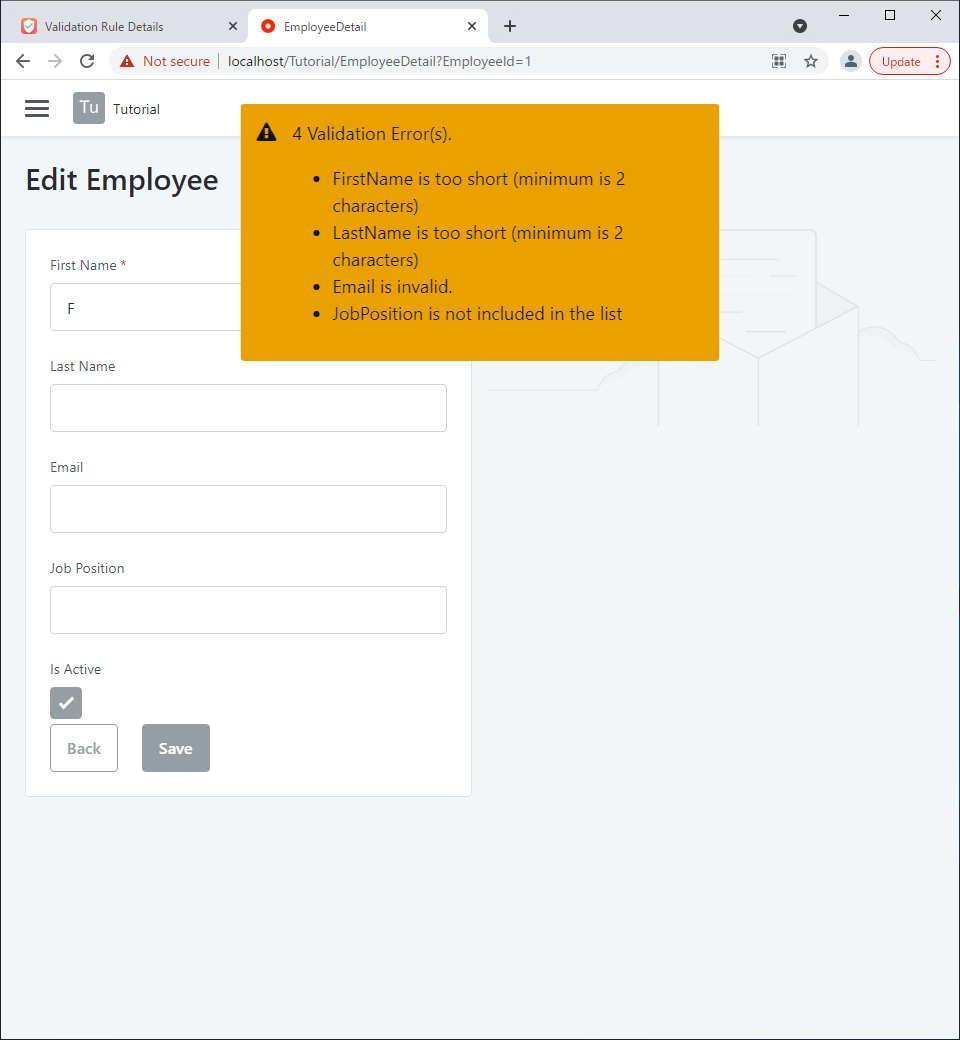 Validation Rule Details
EmployeeDetail
Not secure
localhost/Tutorial/EmployeeDetail?EmployeeId=1
Update
Tu
Tutorial
4 Validation Error(s).
FirstName is too short (minimum is 2
characters)
LastName is too short (minimum is 2
characters)
Email is invalid.
JobPosition is not included in the list
Edit Employee
First Name *
F
Last Name
Email
Job Position
Is Active
Back
Save